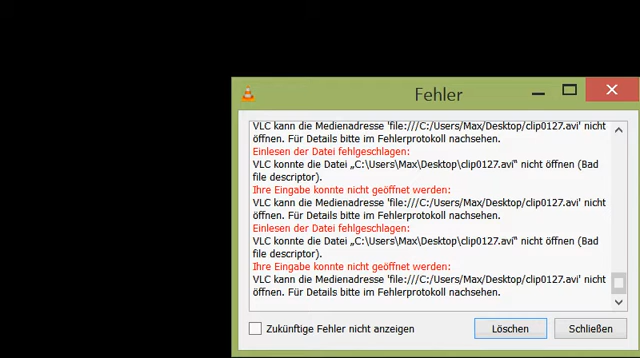 Fehler
VLC kann die Medienadresse 'file:///C:/Users/Max/Desktop/clip0127.avi' nicht
öffnen. Für Details bitte im Fehlerprotokoll nachsehen.
Einlesen der Datei fehlgeschlagen:
VLC konnte die Datei „C:\Users\Max\Desktop\clip0127.avi" nicht öffnen (Bad
file descriptor).
Ihre Eingabe konnte nicht geöffnet werden:
VLC kann die Medienadresse 'file:///C:/Users/Max/Desktop/clip0127.avi' nicht
öffnen. Für Details bitte im Fehlerprotokoll nachsehen.
Einlesen der Datei fehlgeschlagen:
VLC konnte die Datei „C:\Users\Max\Desktop\clip0127.avi" nicht öffnen (Bad
file descriptor).
Ihre Eingabe konnte nicht geöffnet werden:
VLC kann die Medienadresse 'file:///C:/Users/Max/Desktop/clip0127.avi' nicht
öffnen. Für Details bitte im Fehlerprotokoll nachsehen.
Zukünftige Fehler nicht anzeigen
Löschen
Schließen